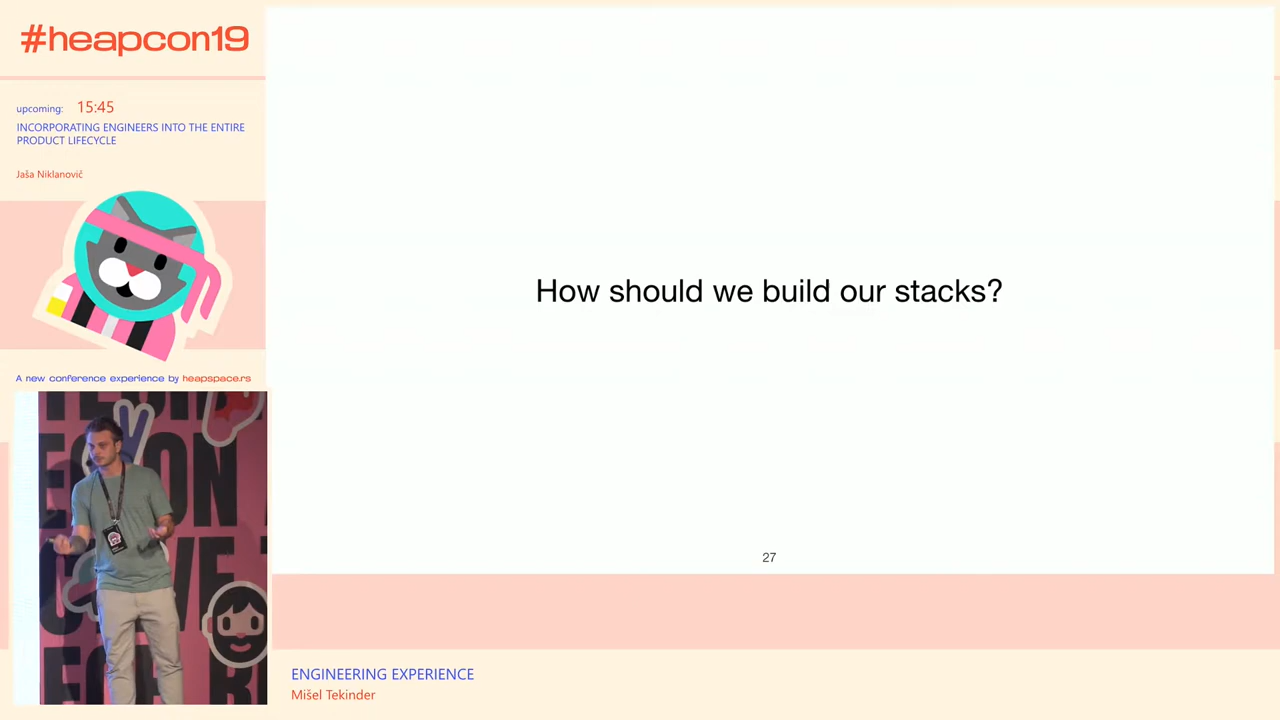 #heapcon19
upcoming: 15:45
INCORPORATING ENGINEERS INTO THE ENTIRE
PRODUCT LIFECYCLE
Jaša Niklanovič
A new conference experience by heapspace.rs
How should we build our stacks?
27
ENGINEERING EXPERIENCE
Mišel Tekinder